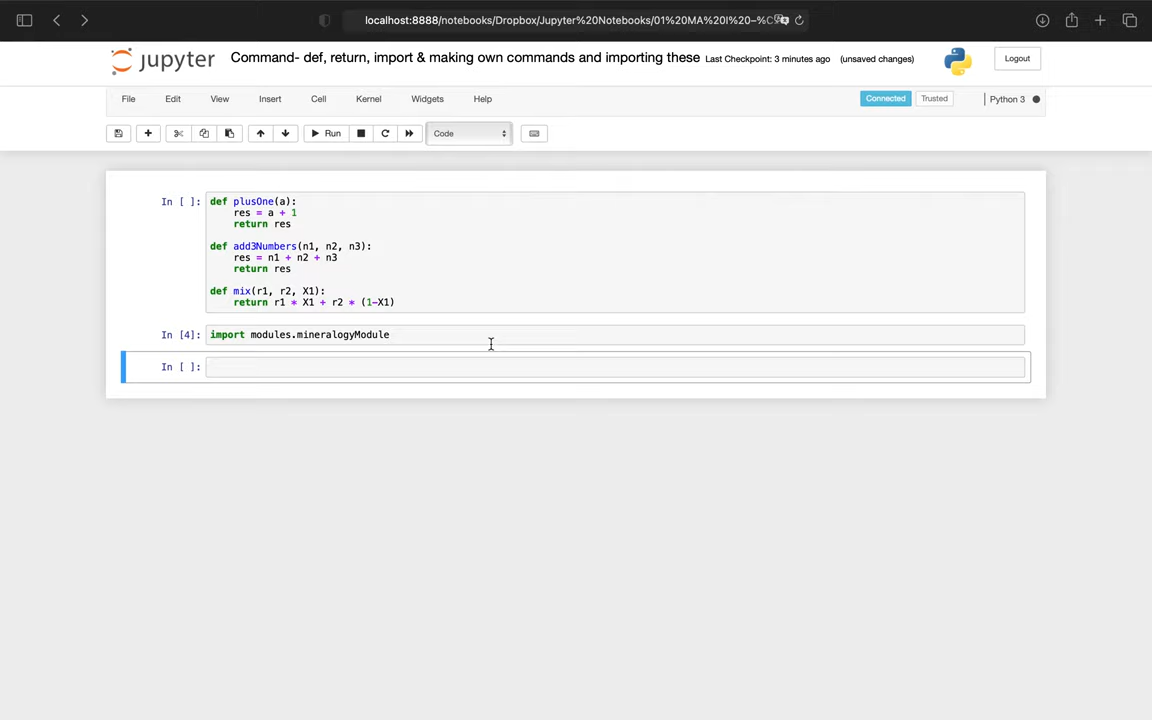 localhost:8888/notebooks/Dropbox/Jupyter%20Notebooks/01%20MA%20I%20–%C
jupyter Command- def, return, import & making own commands and importing these Last Checkpoint: 3 minutes ago (unsaved changes) Logout
File Edit View Insert Cell Kernel Widgets Help Connected Trusted Python 3
Run Code
In [ ]: def plusOne(a):
res = a + 1
return res
def add3Numbers(n1, n2, n3):
res = n1 + n2 + n3
return res
def mix(r1, r2, X1):
return r1 * X1 + r2 * (1-X1)
In [4]: import modules.mineralogyModule
In [ ]: